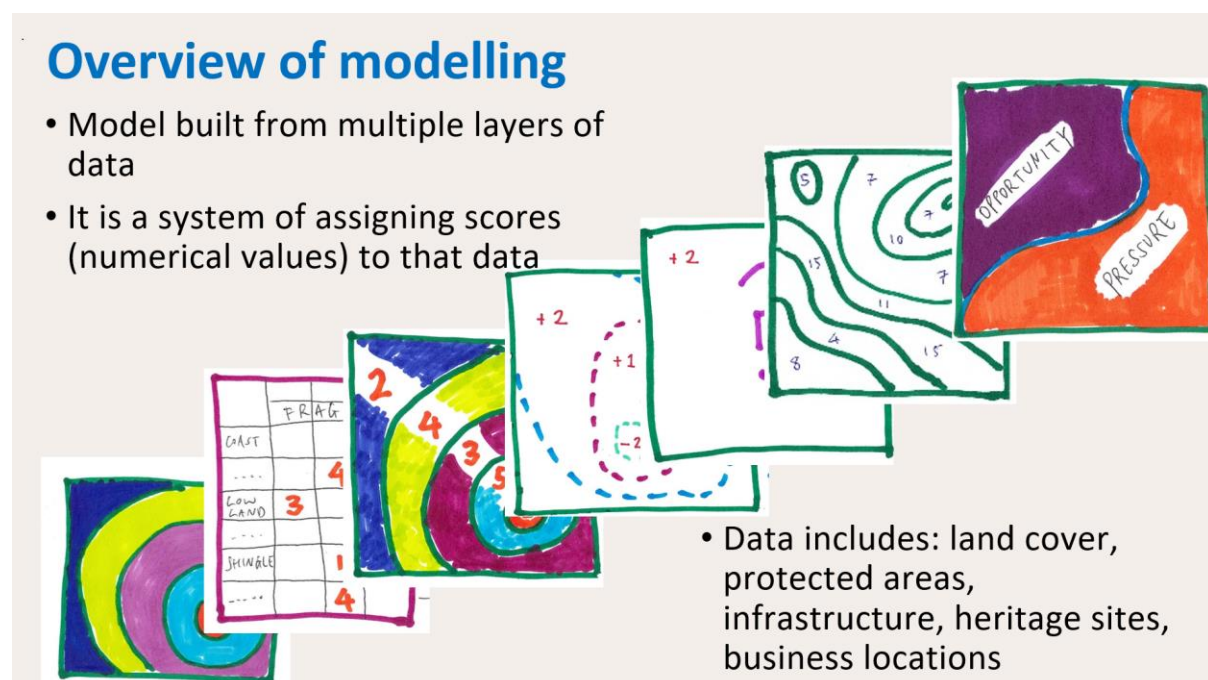 Overview of modelling
• Model built from multiple layers of
data
• It is a system of assigning scores
(numerical values) to that data
OPPORTUNITY
PRESSURE
5
7
7
10
7
15
11
4
15
8
+2
+2
+1
-2
2
4
3
5
FRAG
COAST
....
4
LOW
LAND
3
....
SHINGLE
1
.....
4
• Data includes: land cover,
protected areas,
infrastructure, heritage sites,
business locations